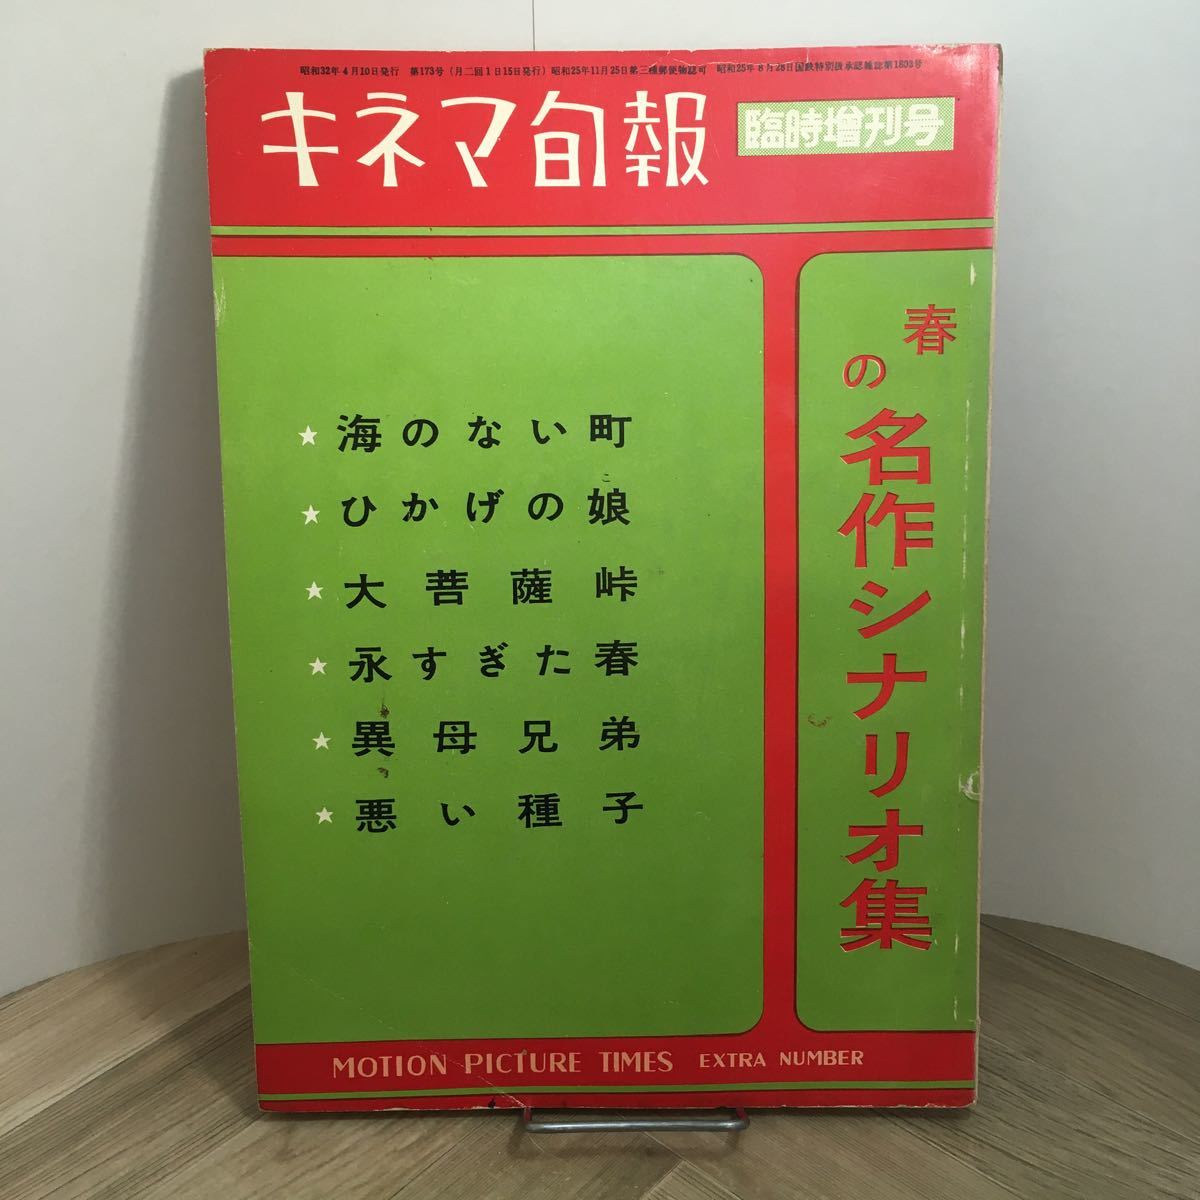 昭和32年4月10日発行　第173号（月二回1日15日発行）昭和25年11月25日第三種郵便物認可　昭和25年8月28日国鉄特別扱承認雑誌第1803号
キネマ旬報
臨時増刊号
春の名作シナリオ集
★海のない町
こ
★ひかげの娘
★大菩薩峠
★永すぎた春
★異母兄弟
★悪い種子
MOTION PICTURE TIMES EXTRA NUMBER